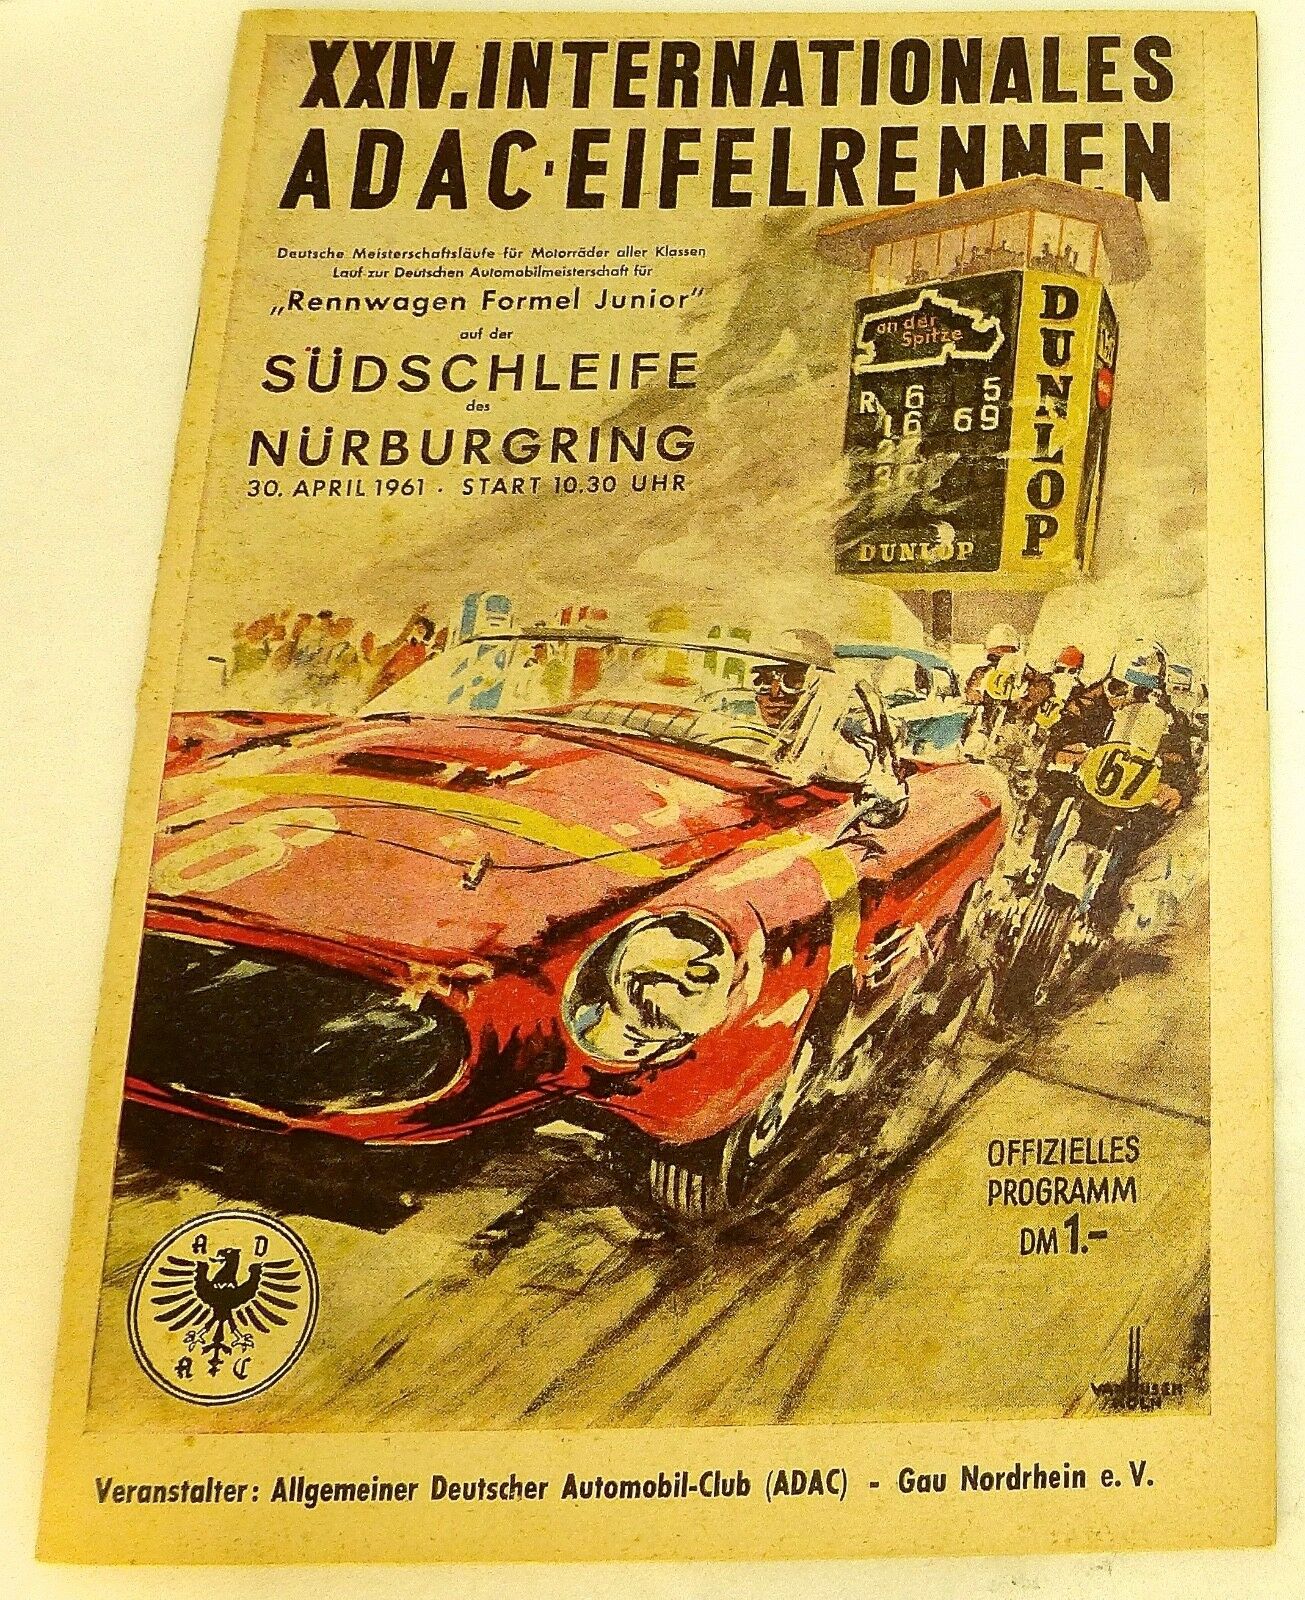 XXIV. INTERNATIONALES
ADAC·EIFELRENNEN
Deutsche Meisterschaftsläufe für Motorräder aller Klassen
Lauf zur Deutschen Automobilmeisterschaft für
„Rennwagen Formel Junior"
auf der
SÜDSCHLEIFE
des
NÜRBURGRING
30. APRIL 1961 · START 10.30 UHR
an der
Spitze
R 6 5
16 69
DUNLOP
DUNLOP
67
6
OFFIZIELLES
PROGRAMM
DM 1.-
A D
A C
KÖLN
Veranstalter: Allgemeiner Deutscher Automobil-Club (ADAC) - Gau Nordrhein e. V.